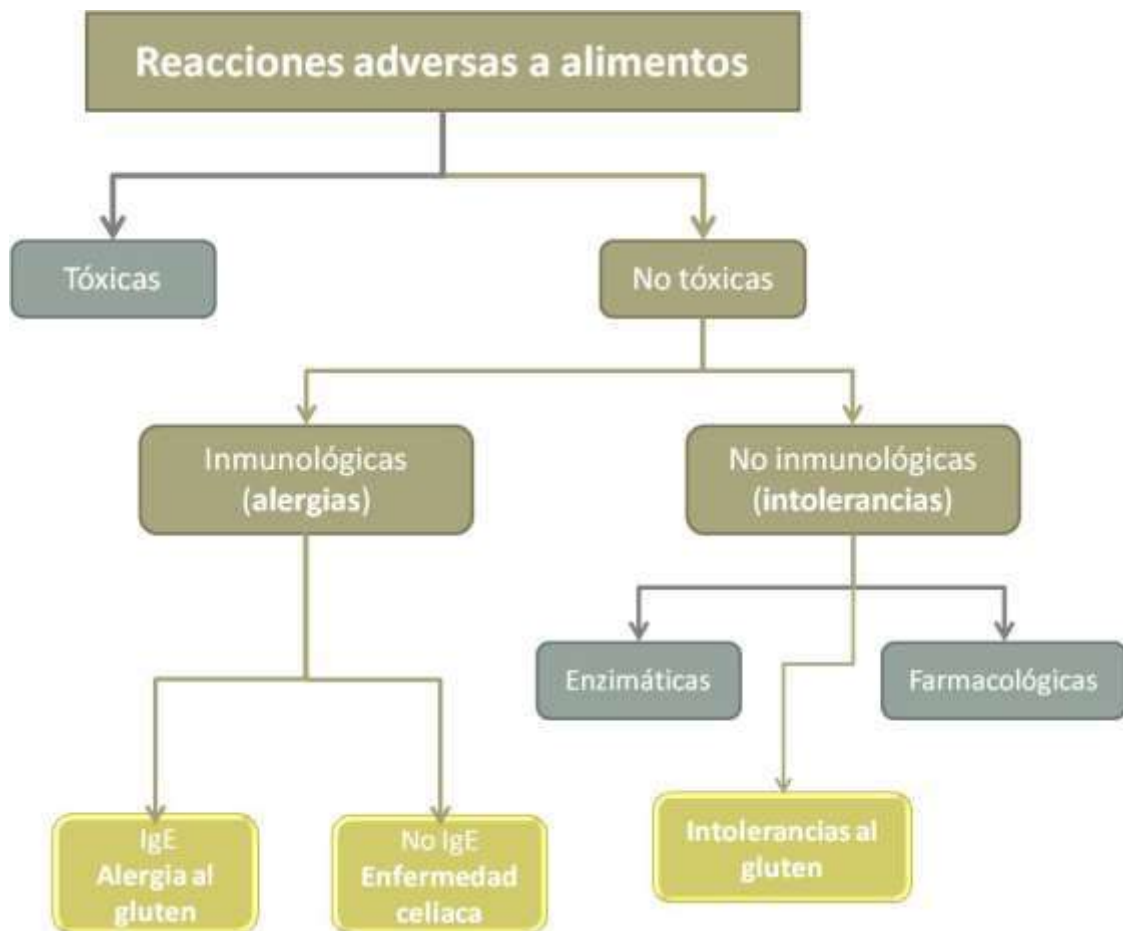 Reacciones adversas a alimentos
Tóxicas
No tóxicas
Inmunológicas
(alergias)
No inmunológicas
(intolerancias)
Enzimáticas
Farmacológicas
IgE
Alergia al
gluten
No IgE
Enfermedad
celiaca
Intolerancias al
gluten